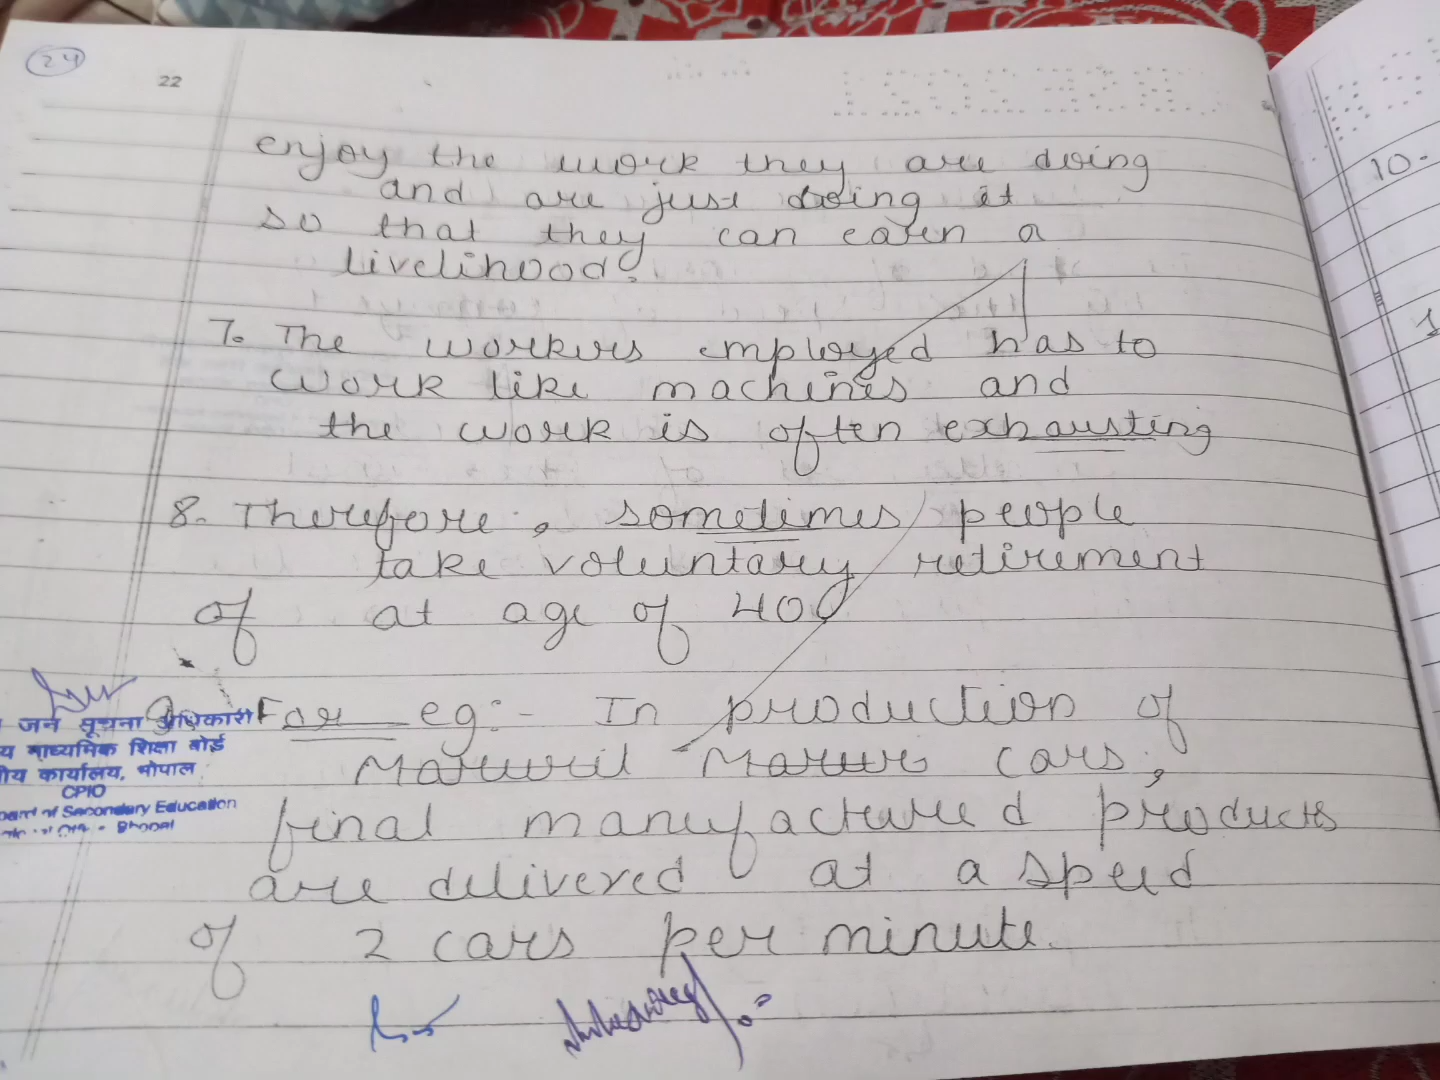 24
22
enjoy the work they are doing
and are just doing it
so that they can earn a
livelihood.
7. The workers employed has to
work like machines and
the work is often exhausting
8. Therefore, sometimes people
take voluntary retirement
of at age of 40
9. For eg:- In production of
Maruti cars,
final manufactured products
are delivered at a speed
of 2 cars per minute.
जन सूचना अधिकारी
माध्यमिक शिक्षा बोर्ड
कार्यालय, भोपाल
CPIO
of Secondary Education
Bhopal
10.